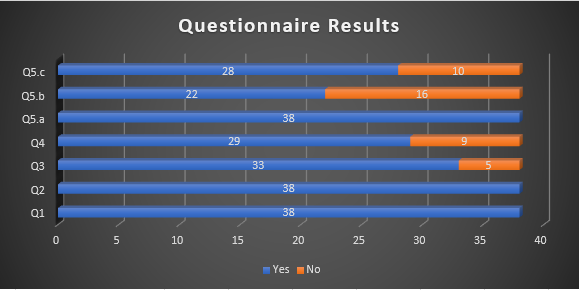 Questionnaire Results
Q5.c 28 10
Q5.b 22 16
Q5.a 38
Q4 29 9
Q3 33 5
Q2 38
Q1 38
0 5 10 15 20 25 30 35 40
Yes No